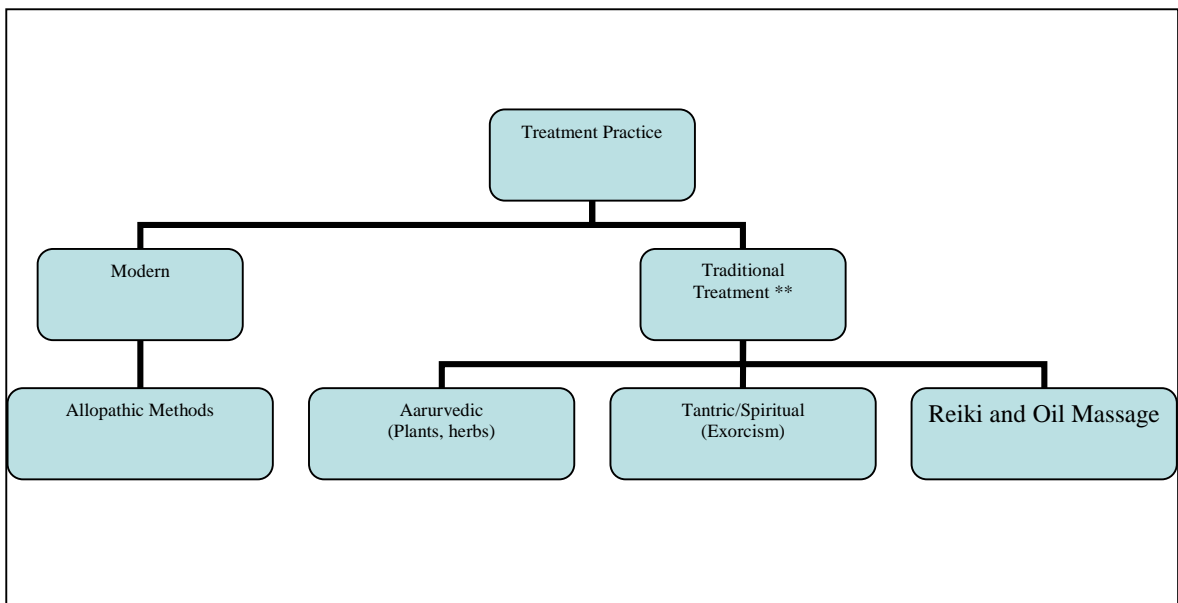 Treatment Practice
Modern
Traditional
Treatment **
Allopathic Methods
Aarurvedic
(Plants, herbs)
Tantric/Spiritual
(Exorcism)
Reiki and Oil Massage